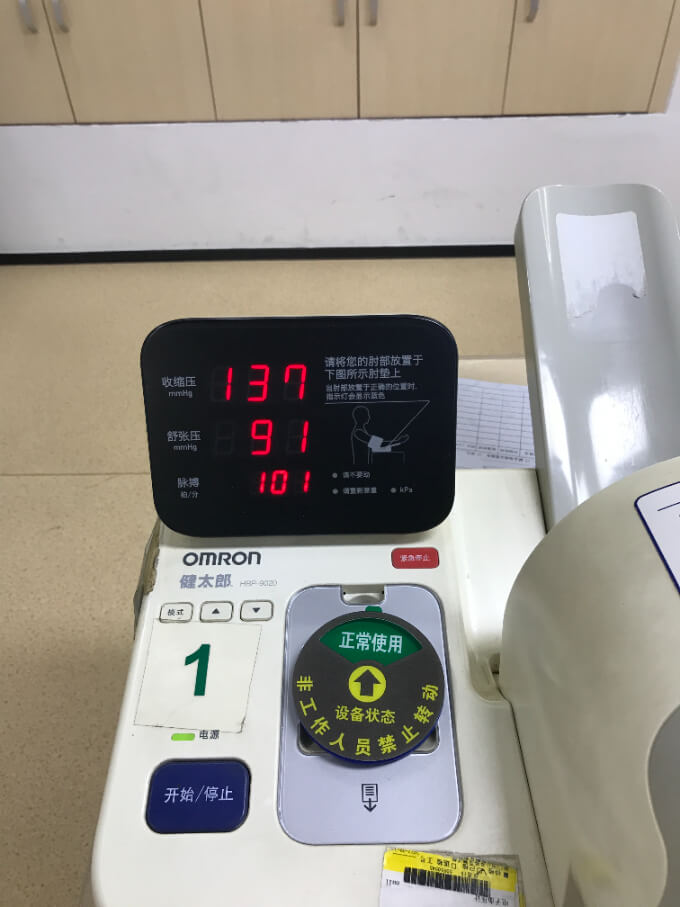 收缩压
mmHg
137
舒张压
mmHg
91
脉搏
拍/分
101
请将您的肘部放置于
下图所示肘垫上
当肘部放置于正确的位置时,
指示灯会显示蓝色
请不要动
请重新测量
kPa
OMRON
健太郎
HBP-9020
紧急停止
模式
1
电源
开始/停止
正常使用
设备状态
非工作人员禁止转动